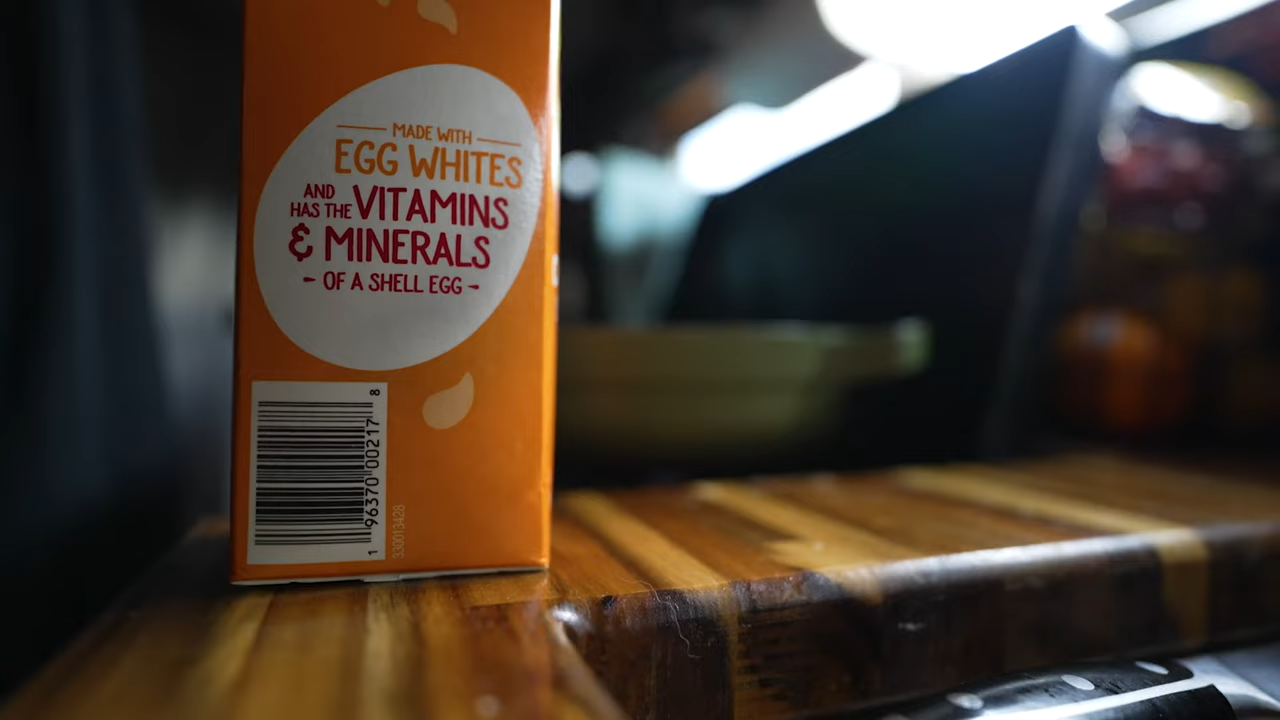 MADE WITH
EGG WHITES
AND
HAS THE VITAMINS
& MINERALS
- OF A SHELL EGG -
1 96370 00217 8
330013428